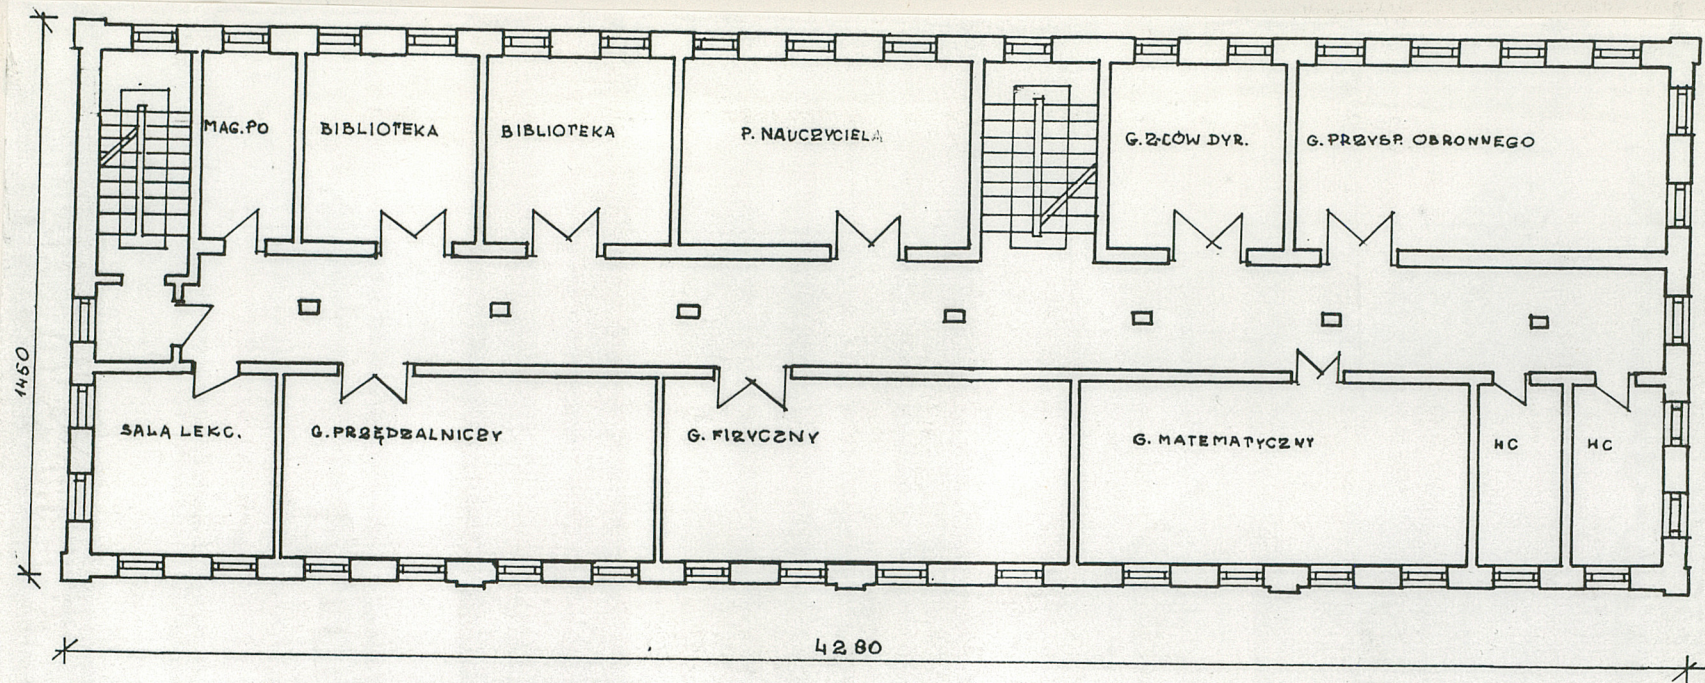 MAG.PO
BIBLIOTEKA
BIBLIOTEKA
P. NAUCZYCIELA
G.Z-CÓW DYR.
G. PRZYSP. OBRONNEGO
1450
SALA LEKC.
G.PRZĘDZALNICZY
G. FIZYCZNY
G. MATEMATYCZNY
WC
WC
4280